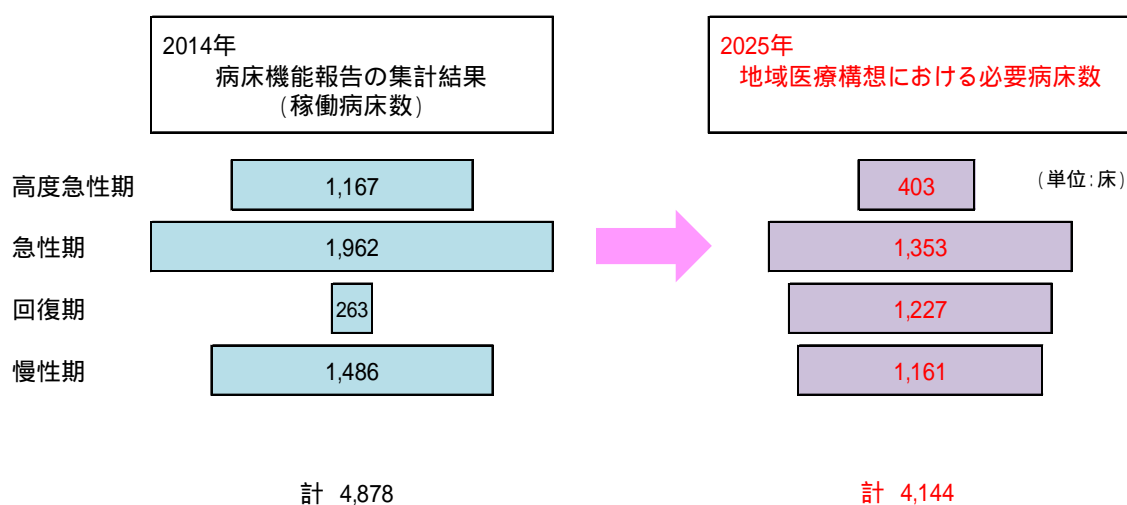 2014年
病床機能報告の集計結果
（稼働病床数）
2025年
地域医療構想における必要病床数
（単位：床）
高度急性期 1,167 403
急性期 1,962 1,353
回復期 263 1,227
慢性期 1,486 1,161
計 4,878 計 4,144